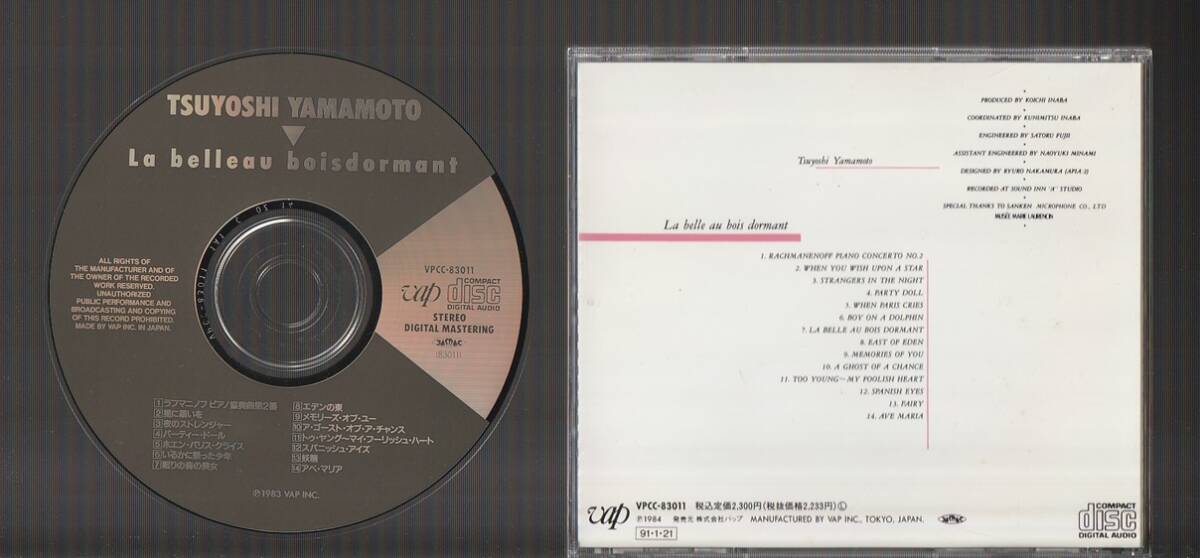 TSUYOSHI YAMAMOTO
La belleau boisdormant
ALL RIGHTS OF
THE MANUFACTURER AND OF
THE OWNER OF THE RECORDED
WORK RESERVED.
UNAUTHORIZED
PUBLIC PERFORMANCE AND
BROADCASTING AND COPYING
OF THIS RECORD PROHIBITED.
MADE BY VAP INC. IN JAPAN.
VPCC-83011
vap COMPACT disc DIGITAL AUDIO
STEREO
DIGITAL MASTERING
(83011)
1 ラフマニノフ ピアノ協奏曲第2番
2 星に願いを
3 夜のストレンジャー
4 パーティー・ドール
5 ホエン・パリス・クライス
6 いるかに乗った少年
7 眠りの森の美女
8 エデンの東
9 メモリーズ・オブ・ユー
10 ア・ゴースト・オブ・ア・チャンス
11 トゥ・ヤング〜マイ・フーリッシュ・ハート
12 スパニッシュ・アイズ
13 妖精
14 アベ・マリア
℗1983 VAP INC.
PRODUCED BY KOICHI INABA
COORDINATED BY KUNIMITSU INABA
ENGINEERED BY SATORU FUJII
ASSISTANT ENGINEERED BY NAOYUKI MINAMI
DESIGNED BY RYURO NAKAMURA (APIA 2)
RECORDED AT SOUND INN "A" STUDIO
SPECIAL THANKS TO SANKEN MICROPHONE CO., LTD
MUSÉE MARIE LAURENCIN
Tsuyoshi Yamamoto
La belle au bois dormant
1. RACHMANENOFF PIANO CONCERTO NO.2
2. WHEN YOU WISH UPON A STAR
3. STRANGERS IN THE NIGHT
4. PARTY DOLL
5. WHEN PARIS CRIES
6. BOY ON A DOLPHIN
7. LA BELLE AU BOIS DORMANT
8. EAST OF EDEN
9. MEMORIES OF YOU
10. A GHOST OF A CHANCE
11. TOO YOUNG~MY FOOLISH HEART
12. SPANISH EYES
13. FAIRY
14. AVE MARIA
vap
VPCC-83011 税込定価2,300円(税抜価格2,233円)Ⓛ
℗1984 発売元 株式会社バップ MANUFACTURED BY VAP INC., TOKYO, JAPAN.
91・1・21
COMPACT disc DIGITAL AUDIO